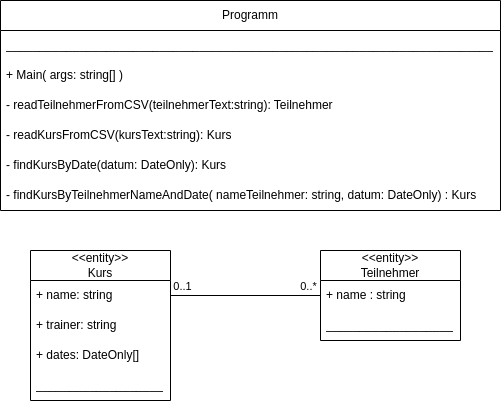 Programm
+ Main( args: string[] )
- readTeilnehmerFromCSV(teilnehmerText:string): Teilnehmer
- readKursFromCSV(kursText:string): Kurs
- findKursByDate(datum: DateOnly): Kurs
- findKursByTeilnehmerNameAndDate( nameTeilnehmer: string, datum: DateOnly) : Kurs
<<entity>>
Kurs
+ name: string
+ trainer: string
+ dates: DateOnly[]
0..1
0..*
<<entity>>
Teilnehmer
+ name : string